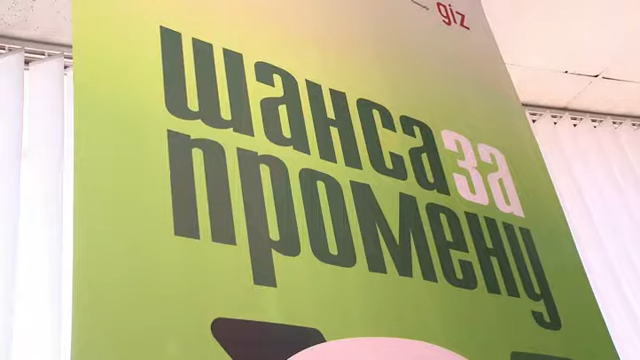 giz
шанса за
промену